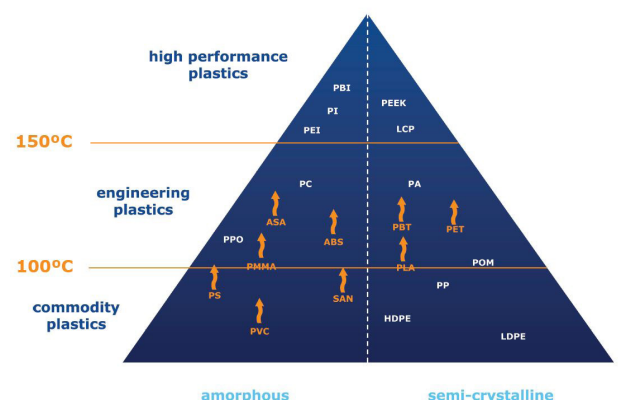 high performance
plastics
PBI
PEEK
PI
PEI
LCP
150ºC
PC
PA
engineering
plastics
ASA
PBT
PET
PPO
ABS
100ºC
PMMA
PLA
POM
PP
PS
SAN
commodity
plastics
HDPE
PVC
LDPE
amorphous
semi-crystalline